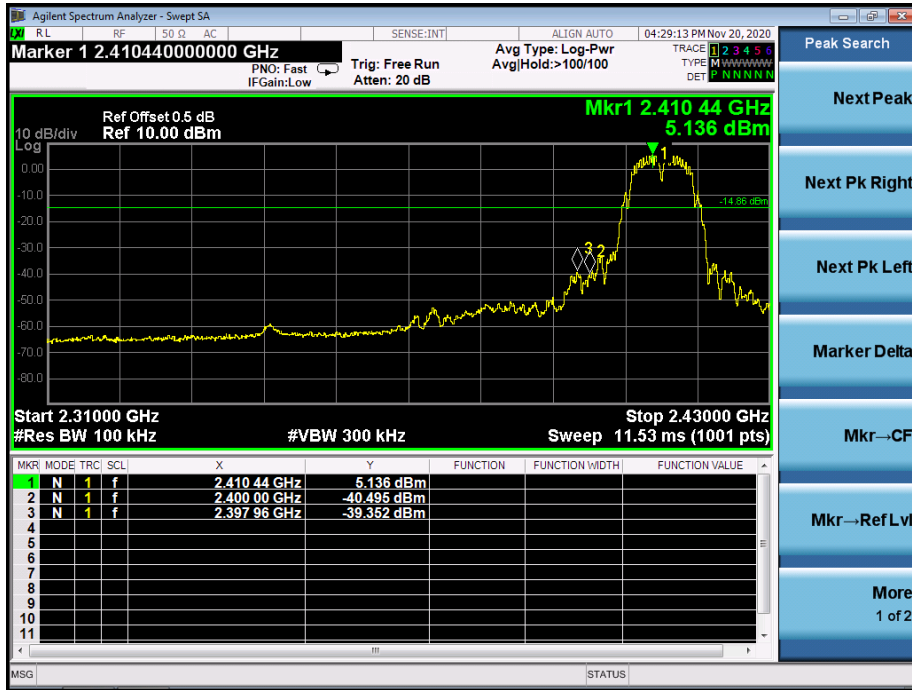 Agilent Spectrum Analyzer - Swept SA
LXI RL RF 50 Ω AC SENSE:INT ALIGN AUTO 04:29:13 PM Nov 20, 2020
Marker 1 2.410440000000 GHz
PNO: Fast
IFGain:Low
Trig: Free Run
Atten: 20 dB
Avg Type: Log-Pwr
Avg|Hold:>100/100
TRACE 1 2 3 4 5 6
TYPE M WWWWW
DET P N N N N N
Peak Search
Next Peak
Next Pk Right
Next Pk Left
Marker Delta
Mkr→CF
Mkr→Ref Lvl
More
1 of 2
Mkr1 2.410 44 GHz
5.136 dBm
Ref Offset 0.5 dB
10 dB/div Ref 10.00 dBm
Log
0.00
-10.0
-20.0
-30.0
-40.0
-50.0
-60.0
-70.0
-80.0
1
-14.86 dBm
3 2
Start 2.31000 GHz Stop 2.43000 GHz
#Res BW 100 kHz #VBW 300 kHz Sweep 11.53 ms (1001 pts)
MKR MODE TRC SCL X Y FUNCTION FUNCTION WIDTH FUNCTION VALUE
1 N 1 f 2.410 44 GHz 5.136 dBm
2 N 1 f 2.400 00 GHz -40.495 dBm
3 N 1 f 2.397 96 GHz -39.352 dBm
4
5
6
7
8
9
10
11
MSG STATUS